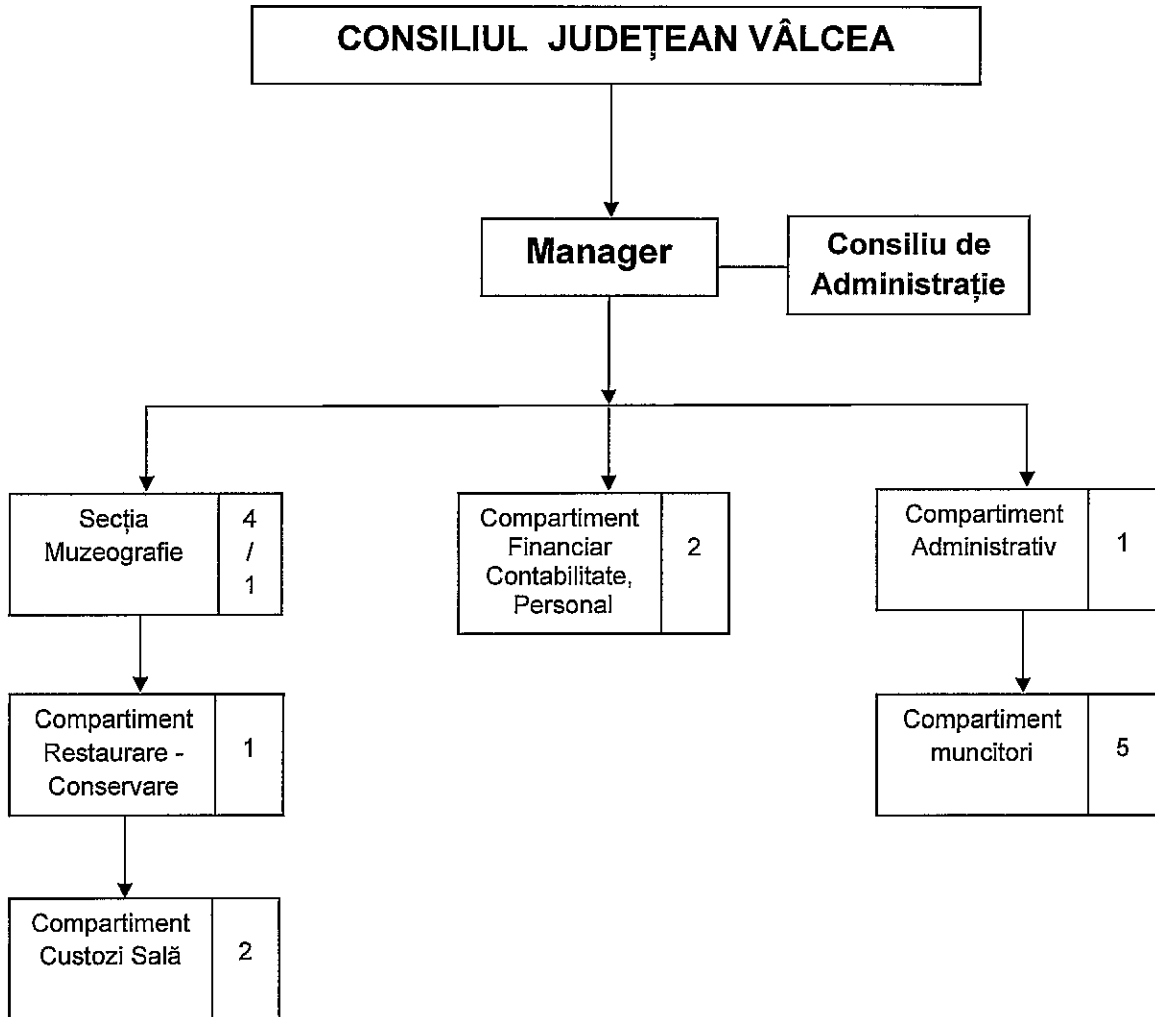 CONSILIUL JUDEȚEAN VÂLCEA
Manager
Consiliu de
Administrație
Secția
Muzeografie
4
/
1
Compartiment
Financiar
Contabilitate,
Personal
2
Compartiment
Administrativ
1
Compartiment
Restaurare -
Conservare
1
Compartiment
muncitori
5
Compartiment
Custozi Sală
2